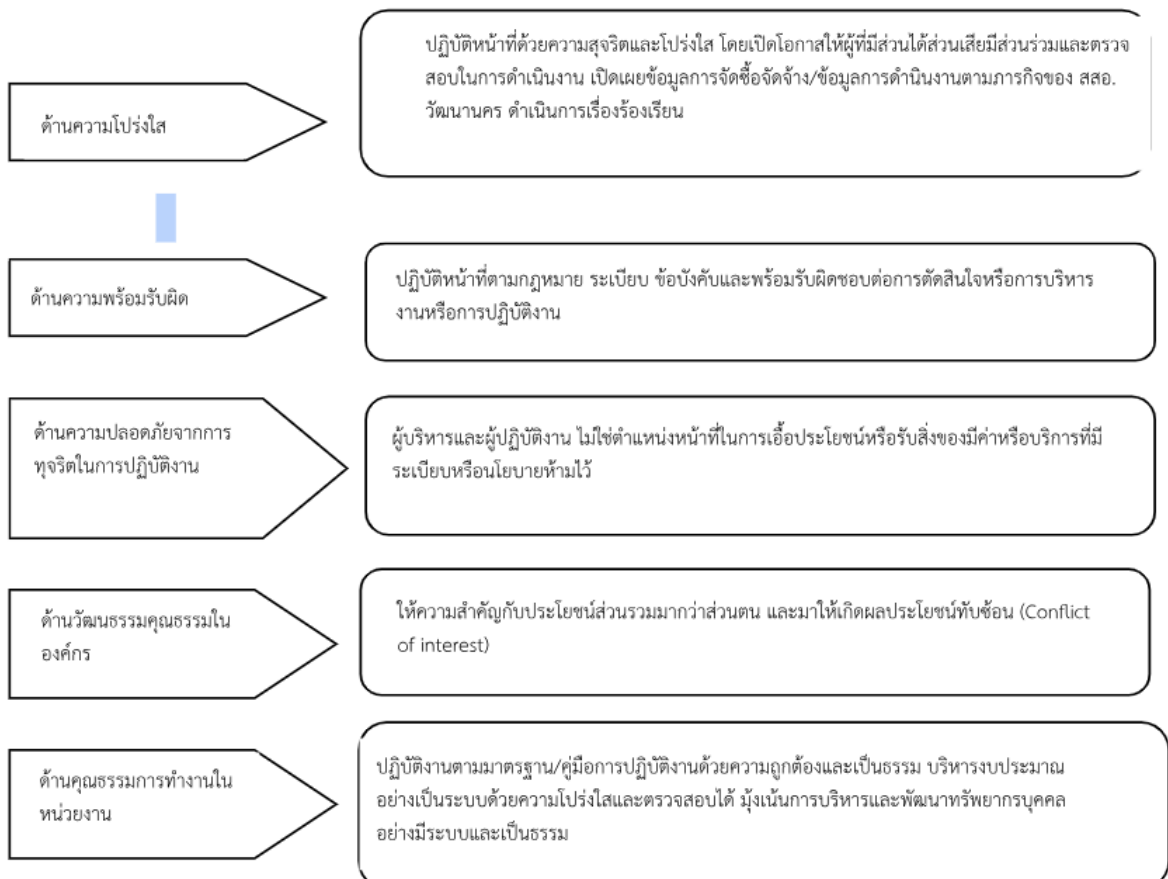 ด้านความโปร่งใส
ปฏิบัติหน้าที่ด้วยความสุจริตและโปร่งใส โดยเปิดโอกาสให้ผู้ที่มีส่วนได้ส่วนเสียมีส่วนร่วมและตรวจ
สอบในการดำเนินงาน เปิดเผยข้อมูลการจัดซื้อจัดจ้าง/ข้อมูลการดำนินงานตามภารกิจของ สสอ.
วัฒนานคร ดำเนินการเรื่องร้องเรียน
ด้านความพร้อมรับผิด
ปฏิบัติหน้าที่ตามกฎหมาย ระเบียบ ข้อบังคับและพร้อมรับผิดชอบต่อการตัดสินใจหรือการบริหาร
งานหรือการปฏิบัติงาน
ด้านความปลอดภัยจากการ
ทุจริตในการปฏิบัติงาน
ผู้บริหารและผู้ปฏิบัติงาน ไม่ใช่ตำแหน่งหน้าที่ในการเอื้อประโยชน์หรือรับสิ่งของมีค่าหรือบริการที่มี
ระเบียบหรือนโยบายห้ามไว้
ด้านวัฒนธรรมคุณธรรมใน
องค์กร
ให้ความสำคัญกับประโยชน์ส่วนรวมมากว่าส่วนตน และมาให้เกิดผลประโยชน์ทับซ้อน (Conflict
of interest)
ด้านคุณธรรมการทำงานใน
หน่วยงาน
ปฏิบัติงานตามมาตรฐาน/คู่มือการปฏิบัติงานด้วยความถูกต้องและเป็นธรรม บริหารงบประมาณ
อย่างเป็นระบบด้วยความโปร่งใสและตรวจสอบได้ มุ้งเน้นการบริหารและพัฒนาทรัพยากรบุคคล
อย่างมีระบบและเป็นธรรม